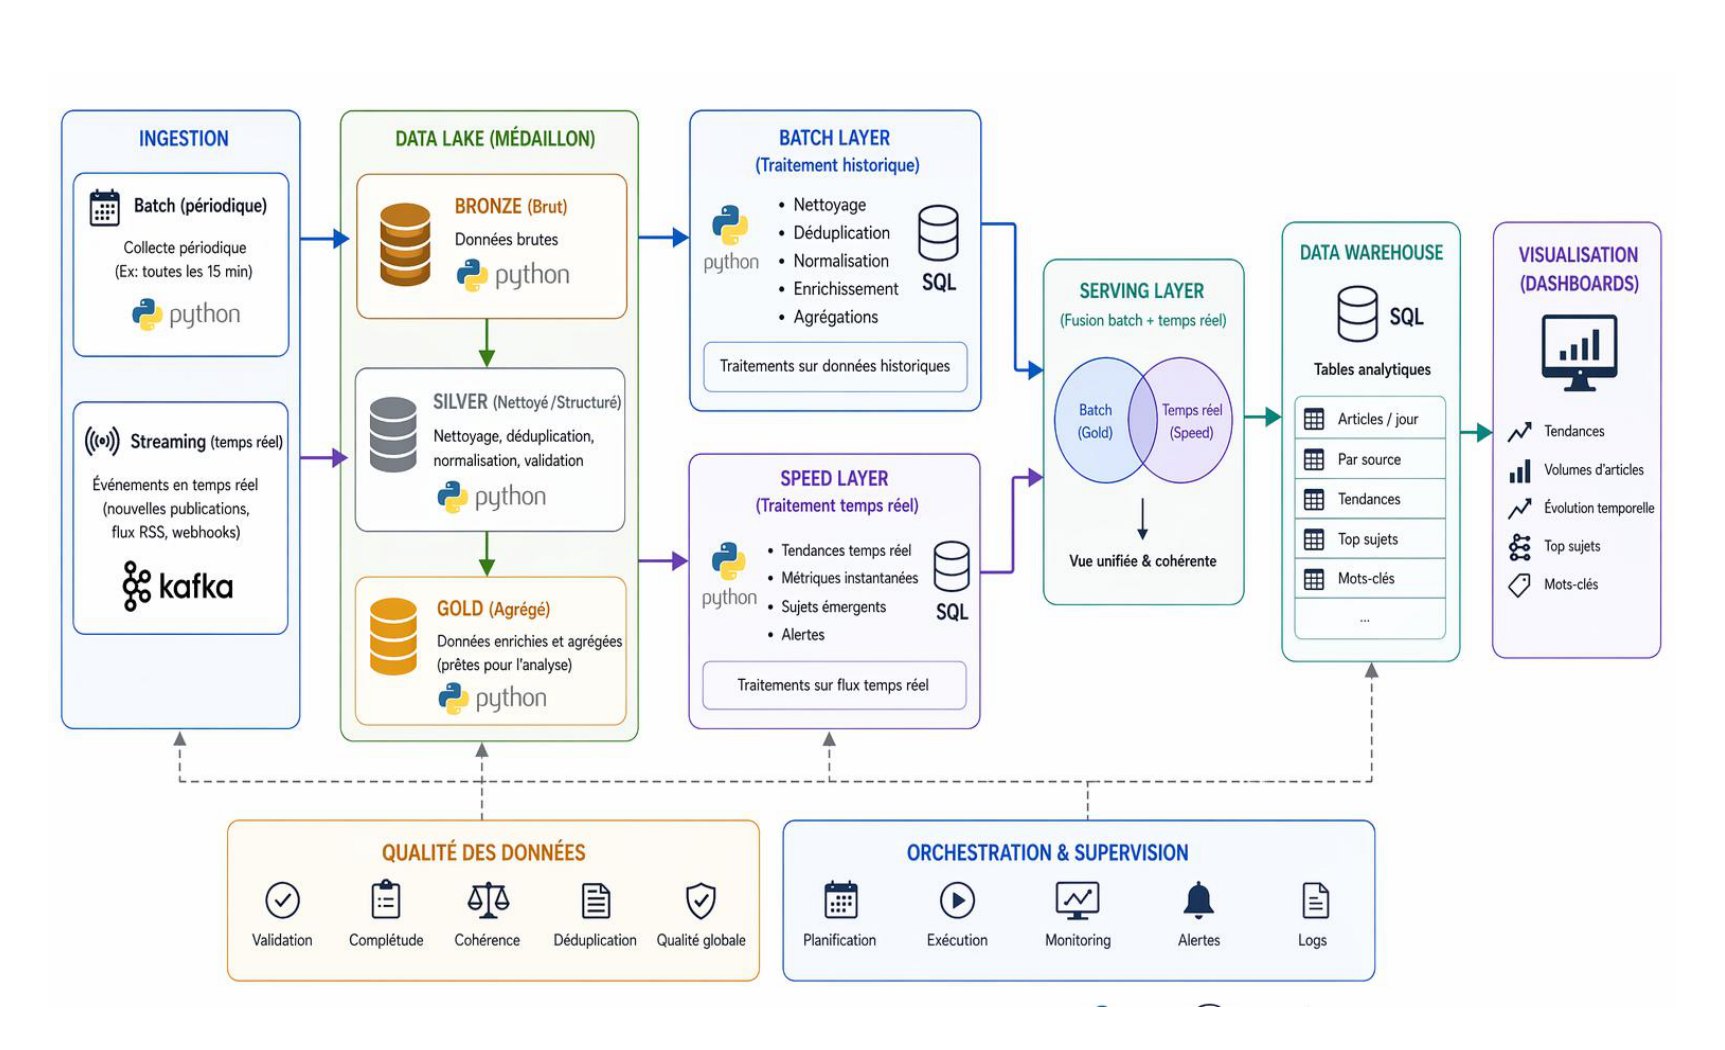 INGESTION
Batch (périodique)
Collecte périodique
(Ex: toutes les 15 min)
python
Streaming (temps réel)
Événements en temps réel
(nouvelles publications,
flux RSS, webhooks)
kafka
DATA LAKE (MÉDAILLON)
BRONZE (Brut)
Données brutes
python
SILVER (Nettoyé/Structuré)
Nettoyage, déduplication,
normalisation, validation
python
GOLD (Agrégé)
Données enrichies et agrégées
(prêtes pour l'analyse)
python
BATCH LAYER
(Traitement historique)
python
• Nettoyage
• Déduplication
• Normalisation
• Enrichissement
• Agrégations
SQL
Traitements sur données historiques
SPEED LAYER
(Traitement temps réel)
python
• Tendances temps réel
• Métriques instantanées
• Sujets émergents
• Alertes
SQL
Traitements sur flux temps réel
SERVING LAYER
(Fusion batch + temps réel)
Batch
(Gold)
Temps réel
(Speed)
Vue unifiée & cohérente
DATA WAREHOUSE
SQL
Tables analytiques
Articles / jour
Par source
Tendances
Top sujets
Mots-clés
...
VISUALISATION
(DASHBOARDS)
Tendances
Volumes d'articles
Évolution temporelle
Top sujets
Mots-clés
QUALITÉ DES DONNÉES
Validation
Complétude
Cohérence
Déduplication
Qualité globale
ORCHESTRATION & SUPERVISION
Planification
Exécution
Monitoring
Alertes
Logs